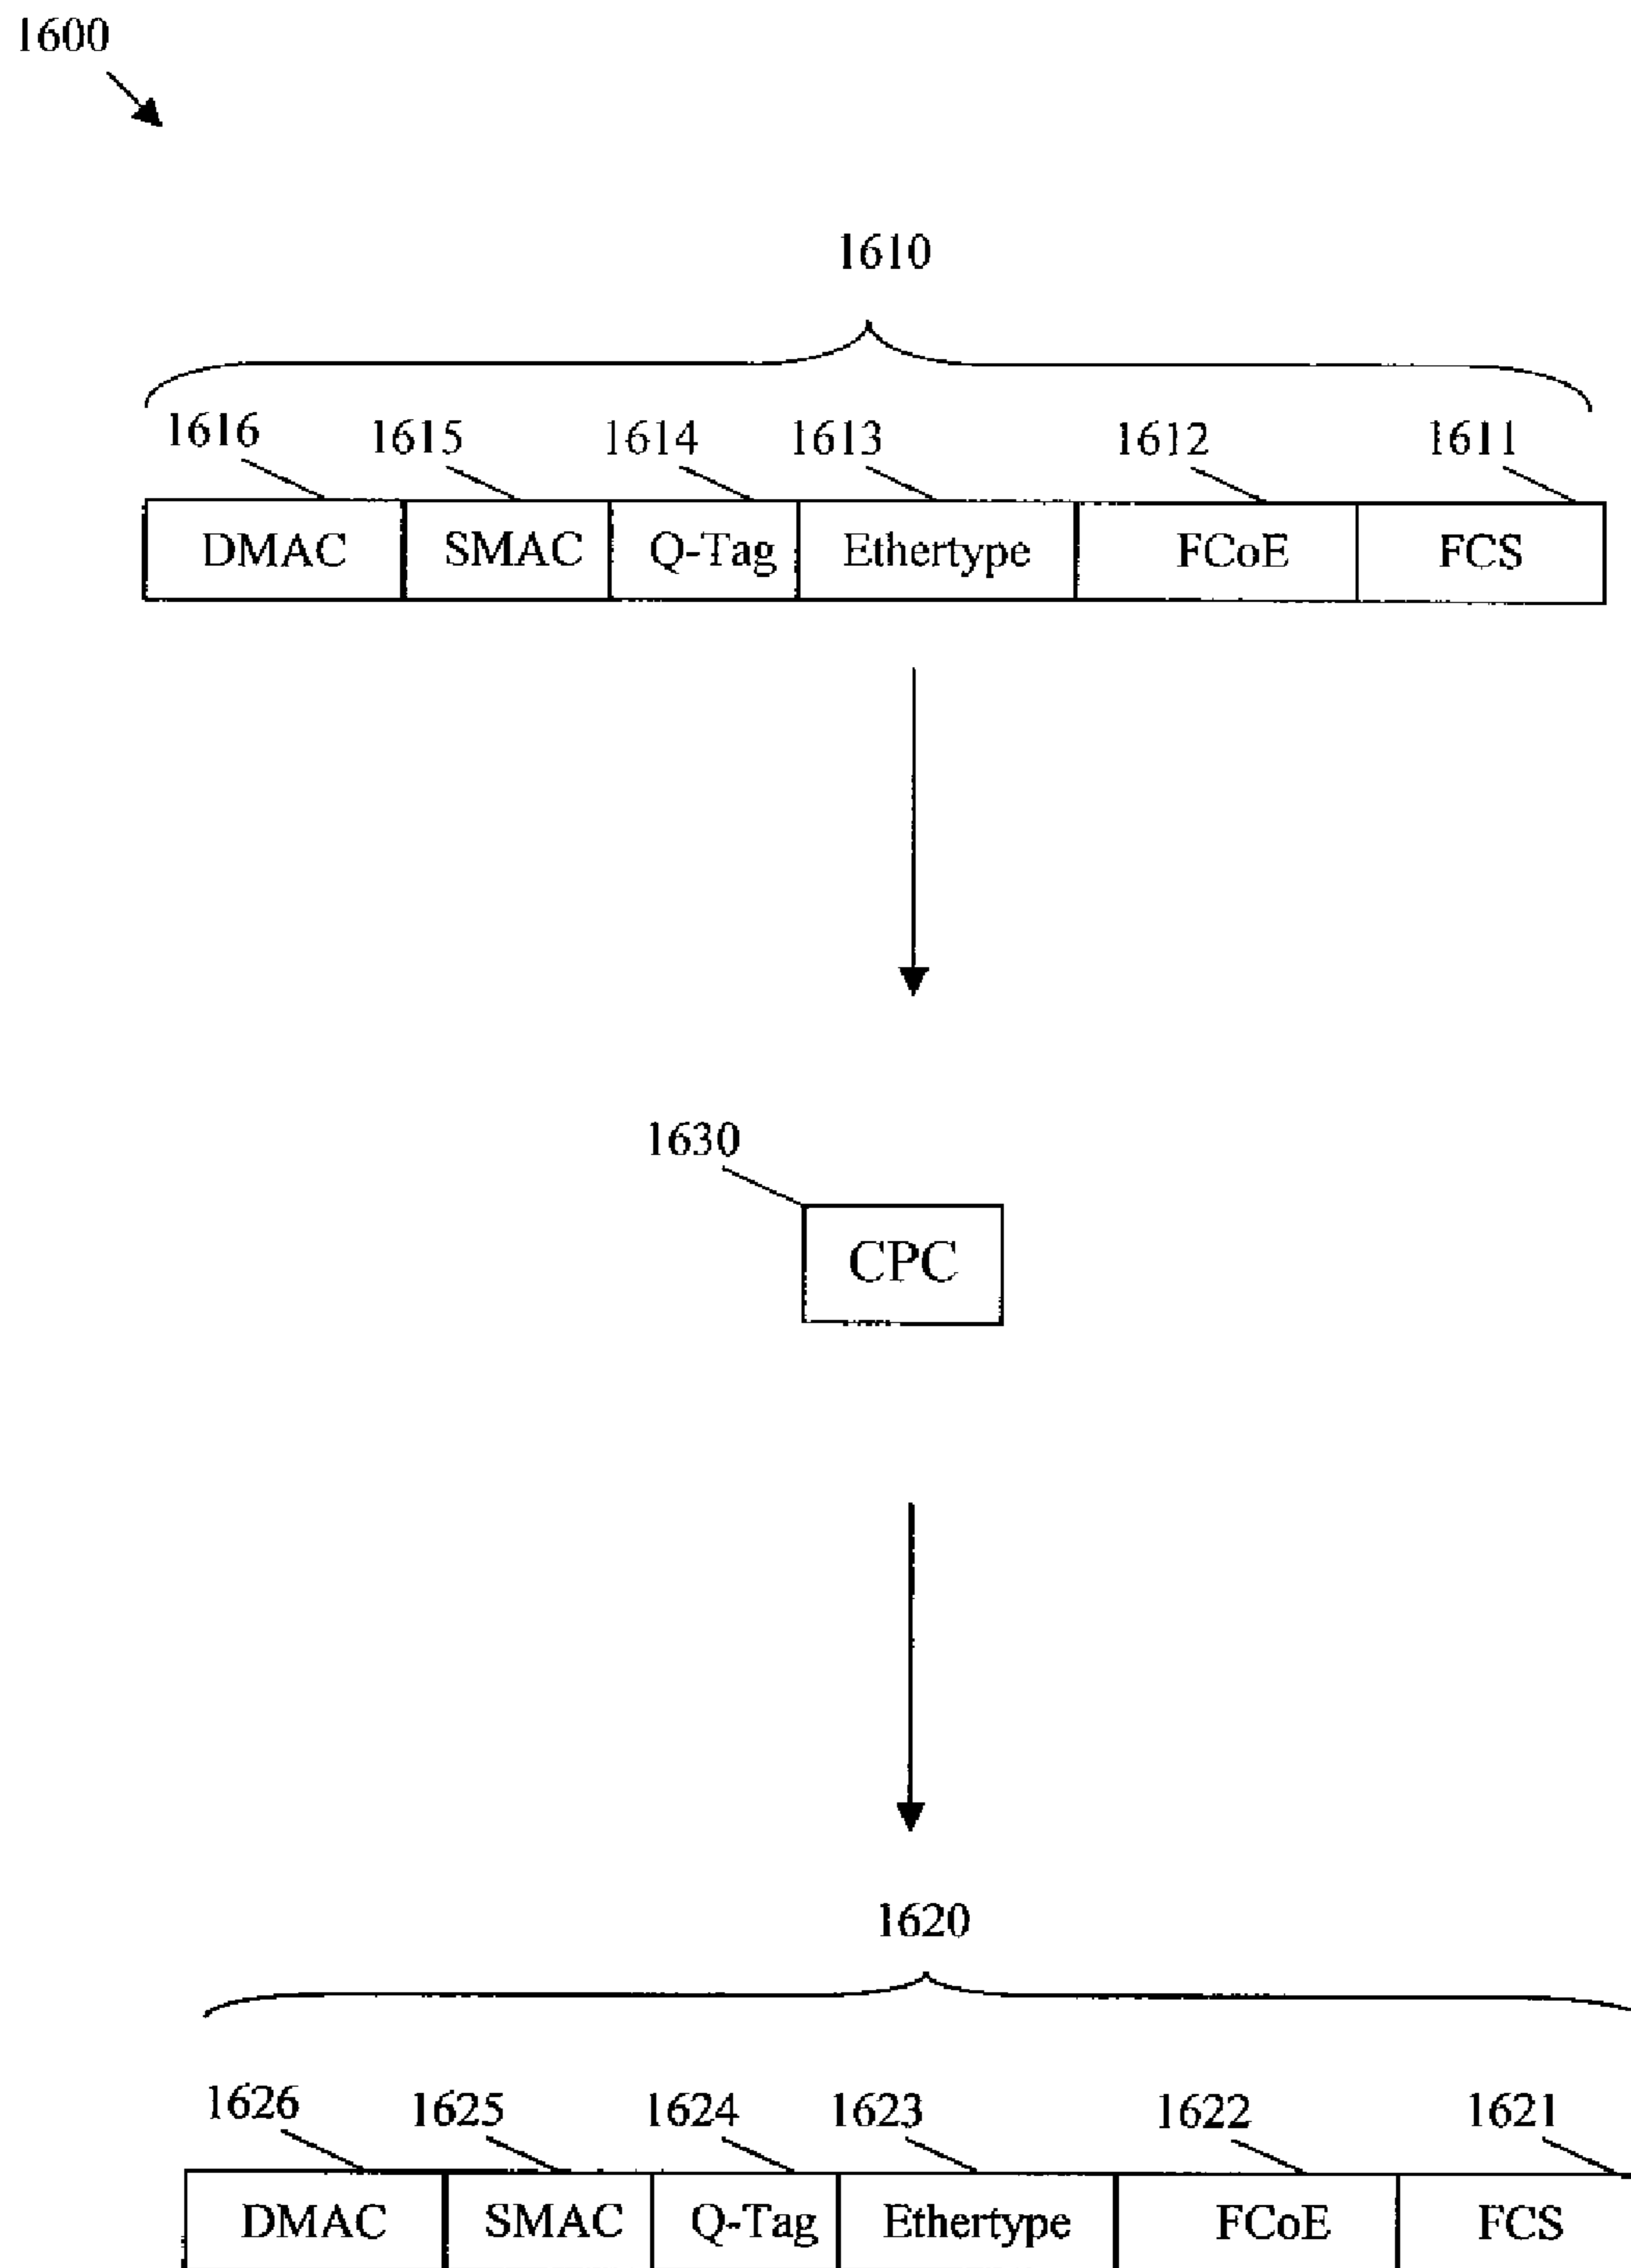 1600
1610
1616 1615 1614 1613 1612 1611
DMAC SMAC Q-Tag Ethertype FCoE FCS
1630
CPC
1620
1626 1625 1624 1623 1622 1621
DMAC SMAC Q-Tag Ethertype FCoE FCS